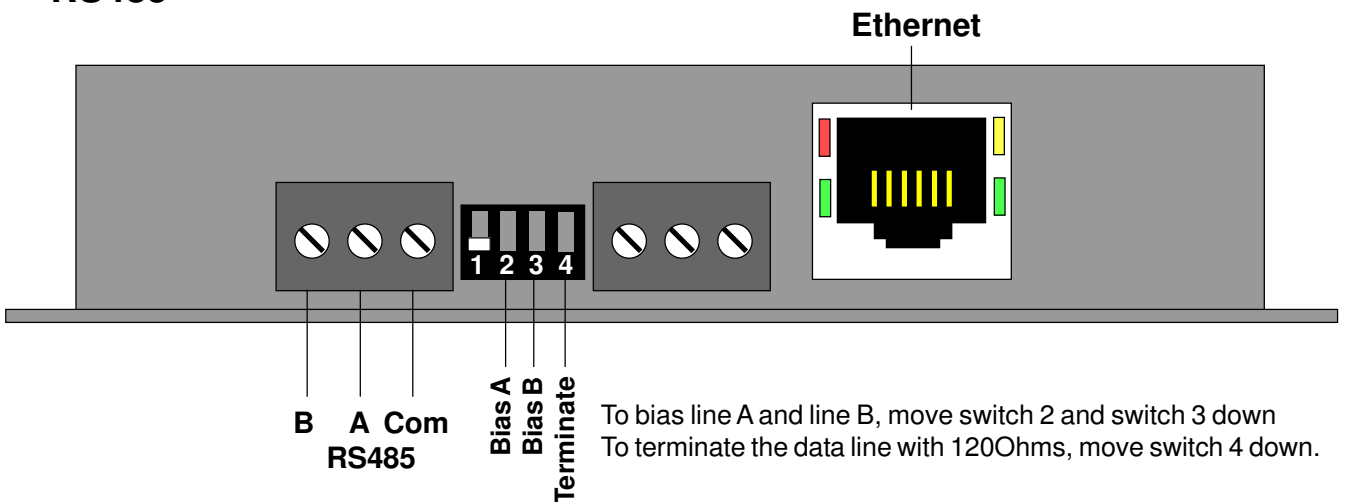 Ethernet
1 2 3 4
B A Com
RS485
Bias A
Bias B
Terminate
To bias line A and line B, move switch 2 and switch 3 down
To terminate the data line with 120Ohms, move switch 4 down.